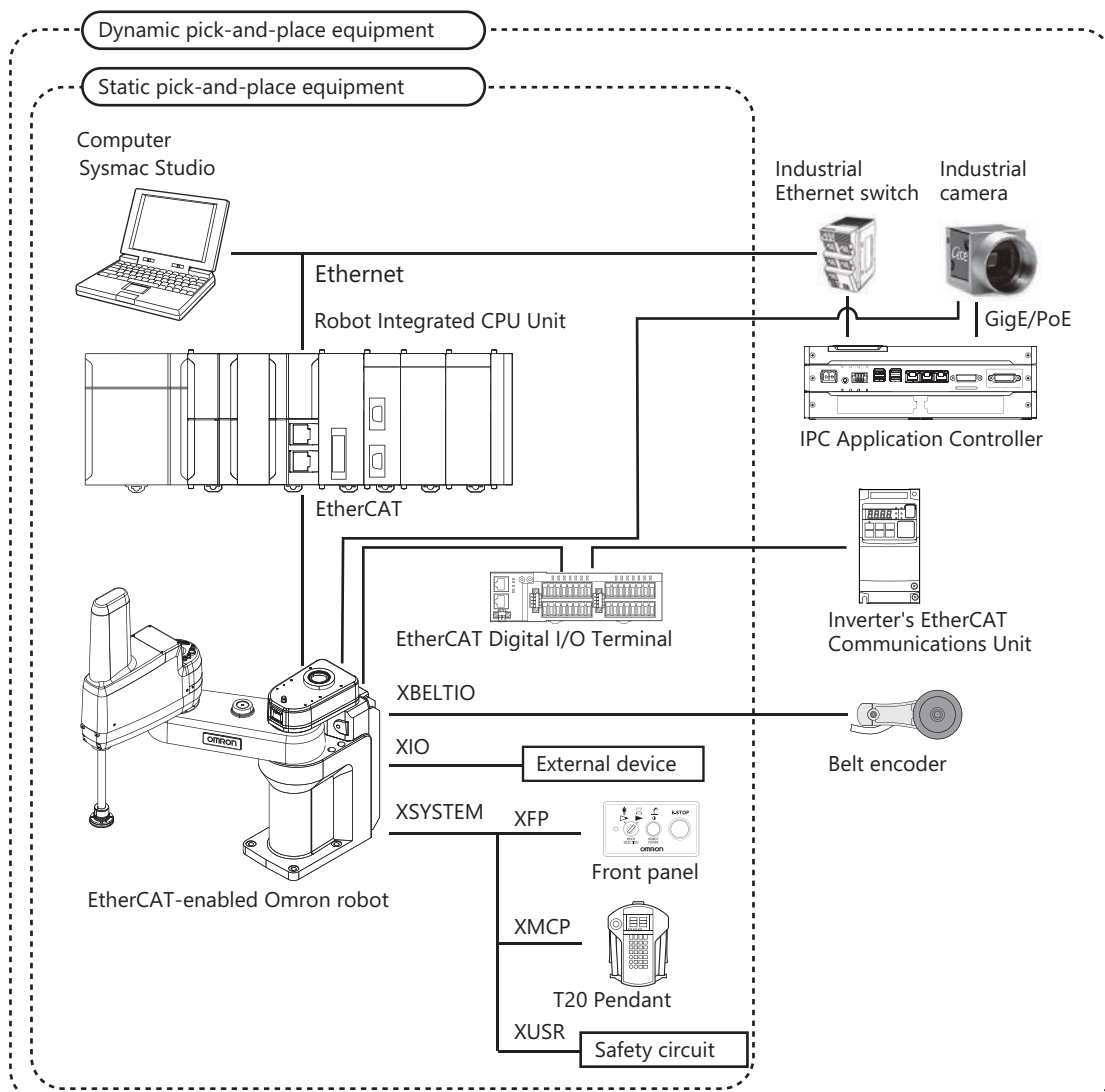 Dynamic pick-and-place equipment
Static pick-and-place equipment
Computer
Sysmac Studio
Industrial
Ethernet switch
Industrial
camera
Ethernet
GigE/PoE
Robot Integrated CPU Unit
IPC Application Controller
EtherCAT
EtherCAT Digital I/O Terminal
Inverter's EtherCAT
Communications Unit
XBELTIO
OMRON
XIO
External device
Belt encoder
XSYSTEM
XFP
E-STOP
OMRON
Front panel
EtherCAT-enabled Omron robot
XMCP
T20 Pendant
XUSR
Safety circuit